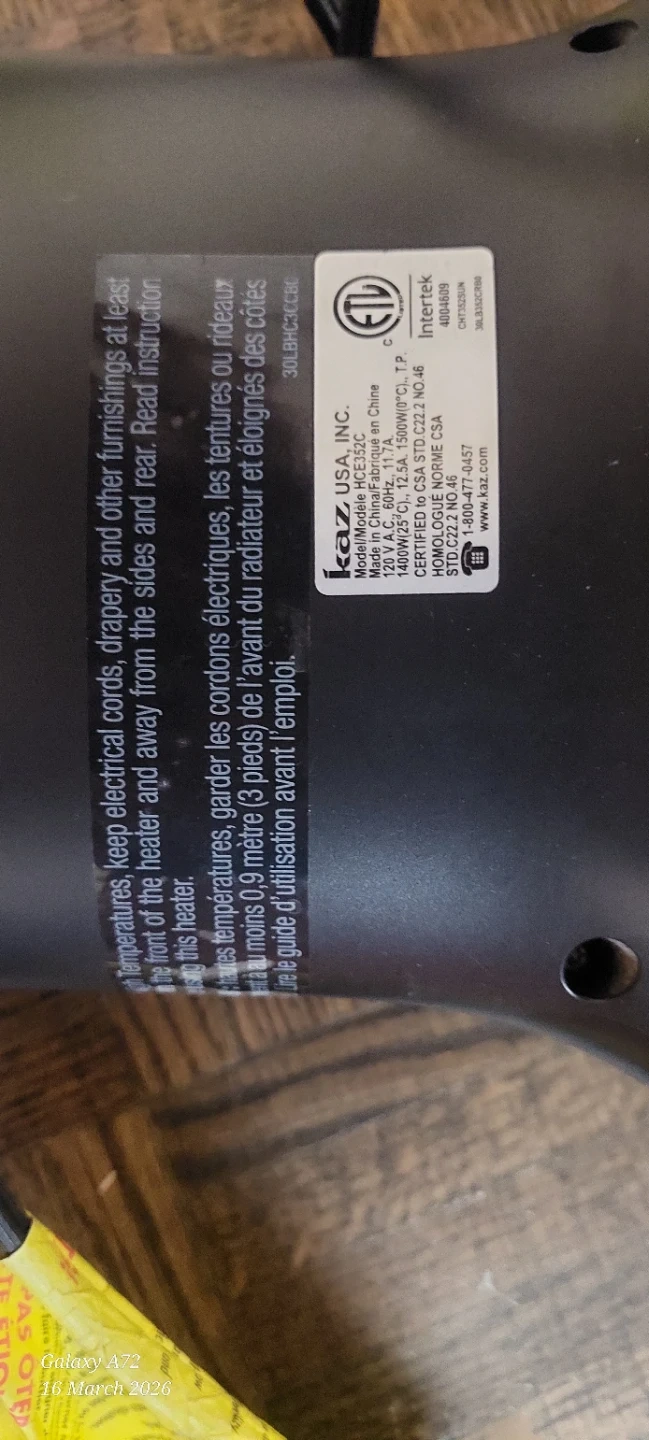 temperatures, keep electrical cords, drapery and other furnishings at least
front of the heater and away from the sides and rear. Read instruction
this heater.
températures, garder les cordons électriques, les tentures ou rideaux
au moins 0,9 mètre (3 pieds) de l'avant du radiateur et éloignés des côtés
le guide d'utilisation avant l'emploi.
kaz USA, INC.
Model/Modèle HCE352C
Made in China/Fabriqué en Chine
120 V A.C, 60Hz, 11.7A.
1400W(25°C)., 12.5A. 1500W(0°C)., T.P.
CERTIFIED to CSA STD.C22.2 NO.46
HOMOLOGUE NORME CSA
STD.C22.2 NO.46
1-800-477-0457
www.kaz.com
C
ETL
Intertek
4004609
PAS
Galaxy A72
16 March 2026